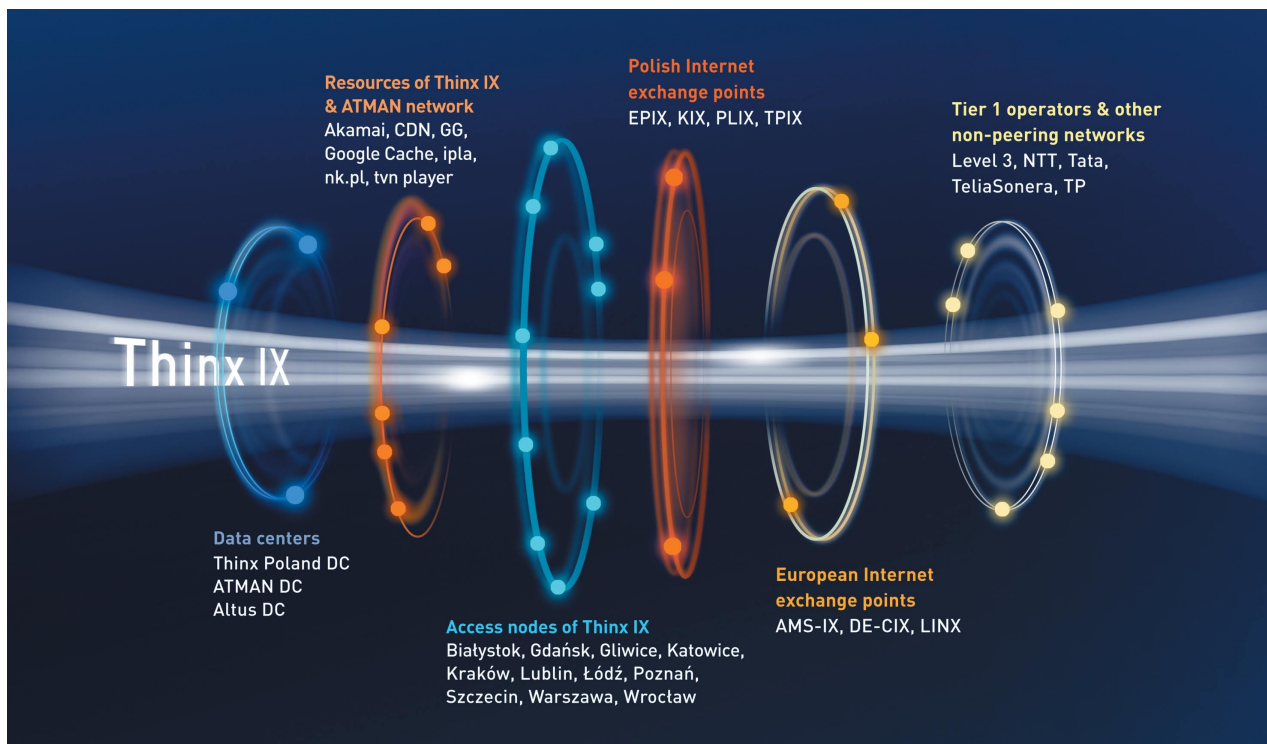 Resources of Thinx IX
& ATMAN network
Akamai, CDN, GG,
Google Cache, ipla,
nk.pl, tvn player
Polish Internet
exchange points
EPIX, KIX, PLIX, TPIX
Tier 1 operators & other
non-peering networks
Level 3, NTT, Tata,
TeliaSonera, TP
Thinx IX
Data centers
Thinx Poland DC
ATMAN DC
Altus DC
Access nodes of Thinx IX
Białystok, Gdańsk, Gliwice, Katowice,
Kraków, Lublin, Łódź, Poznań,
Szczecin, Warszawa, Wrocław
European Internet
exchange points
AMS-IX, DE-CIX, LINX